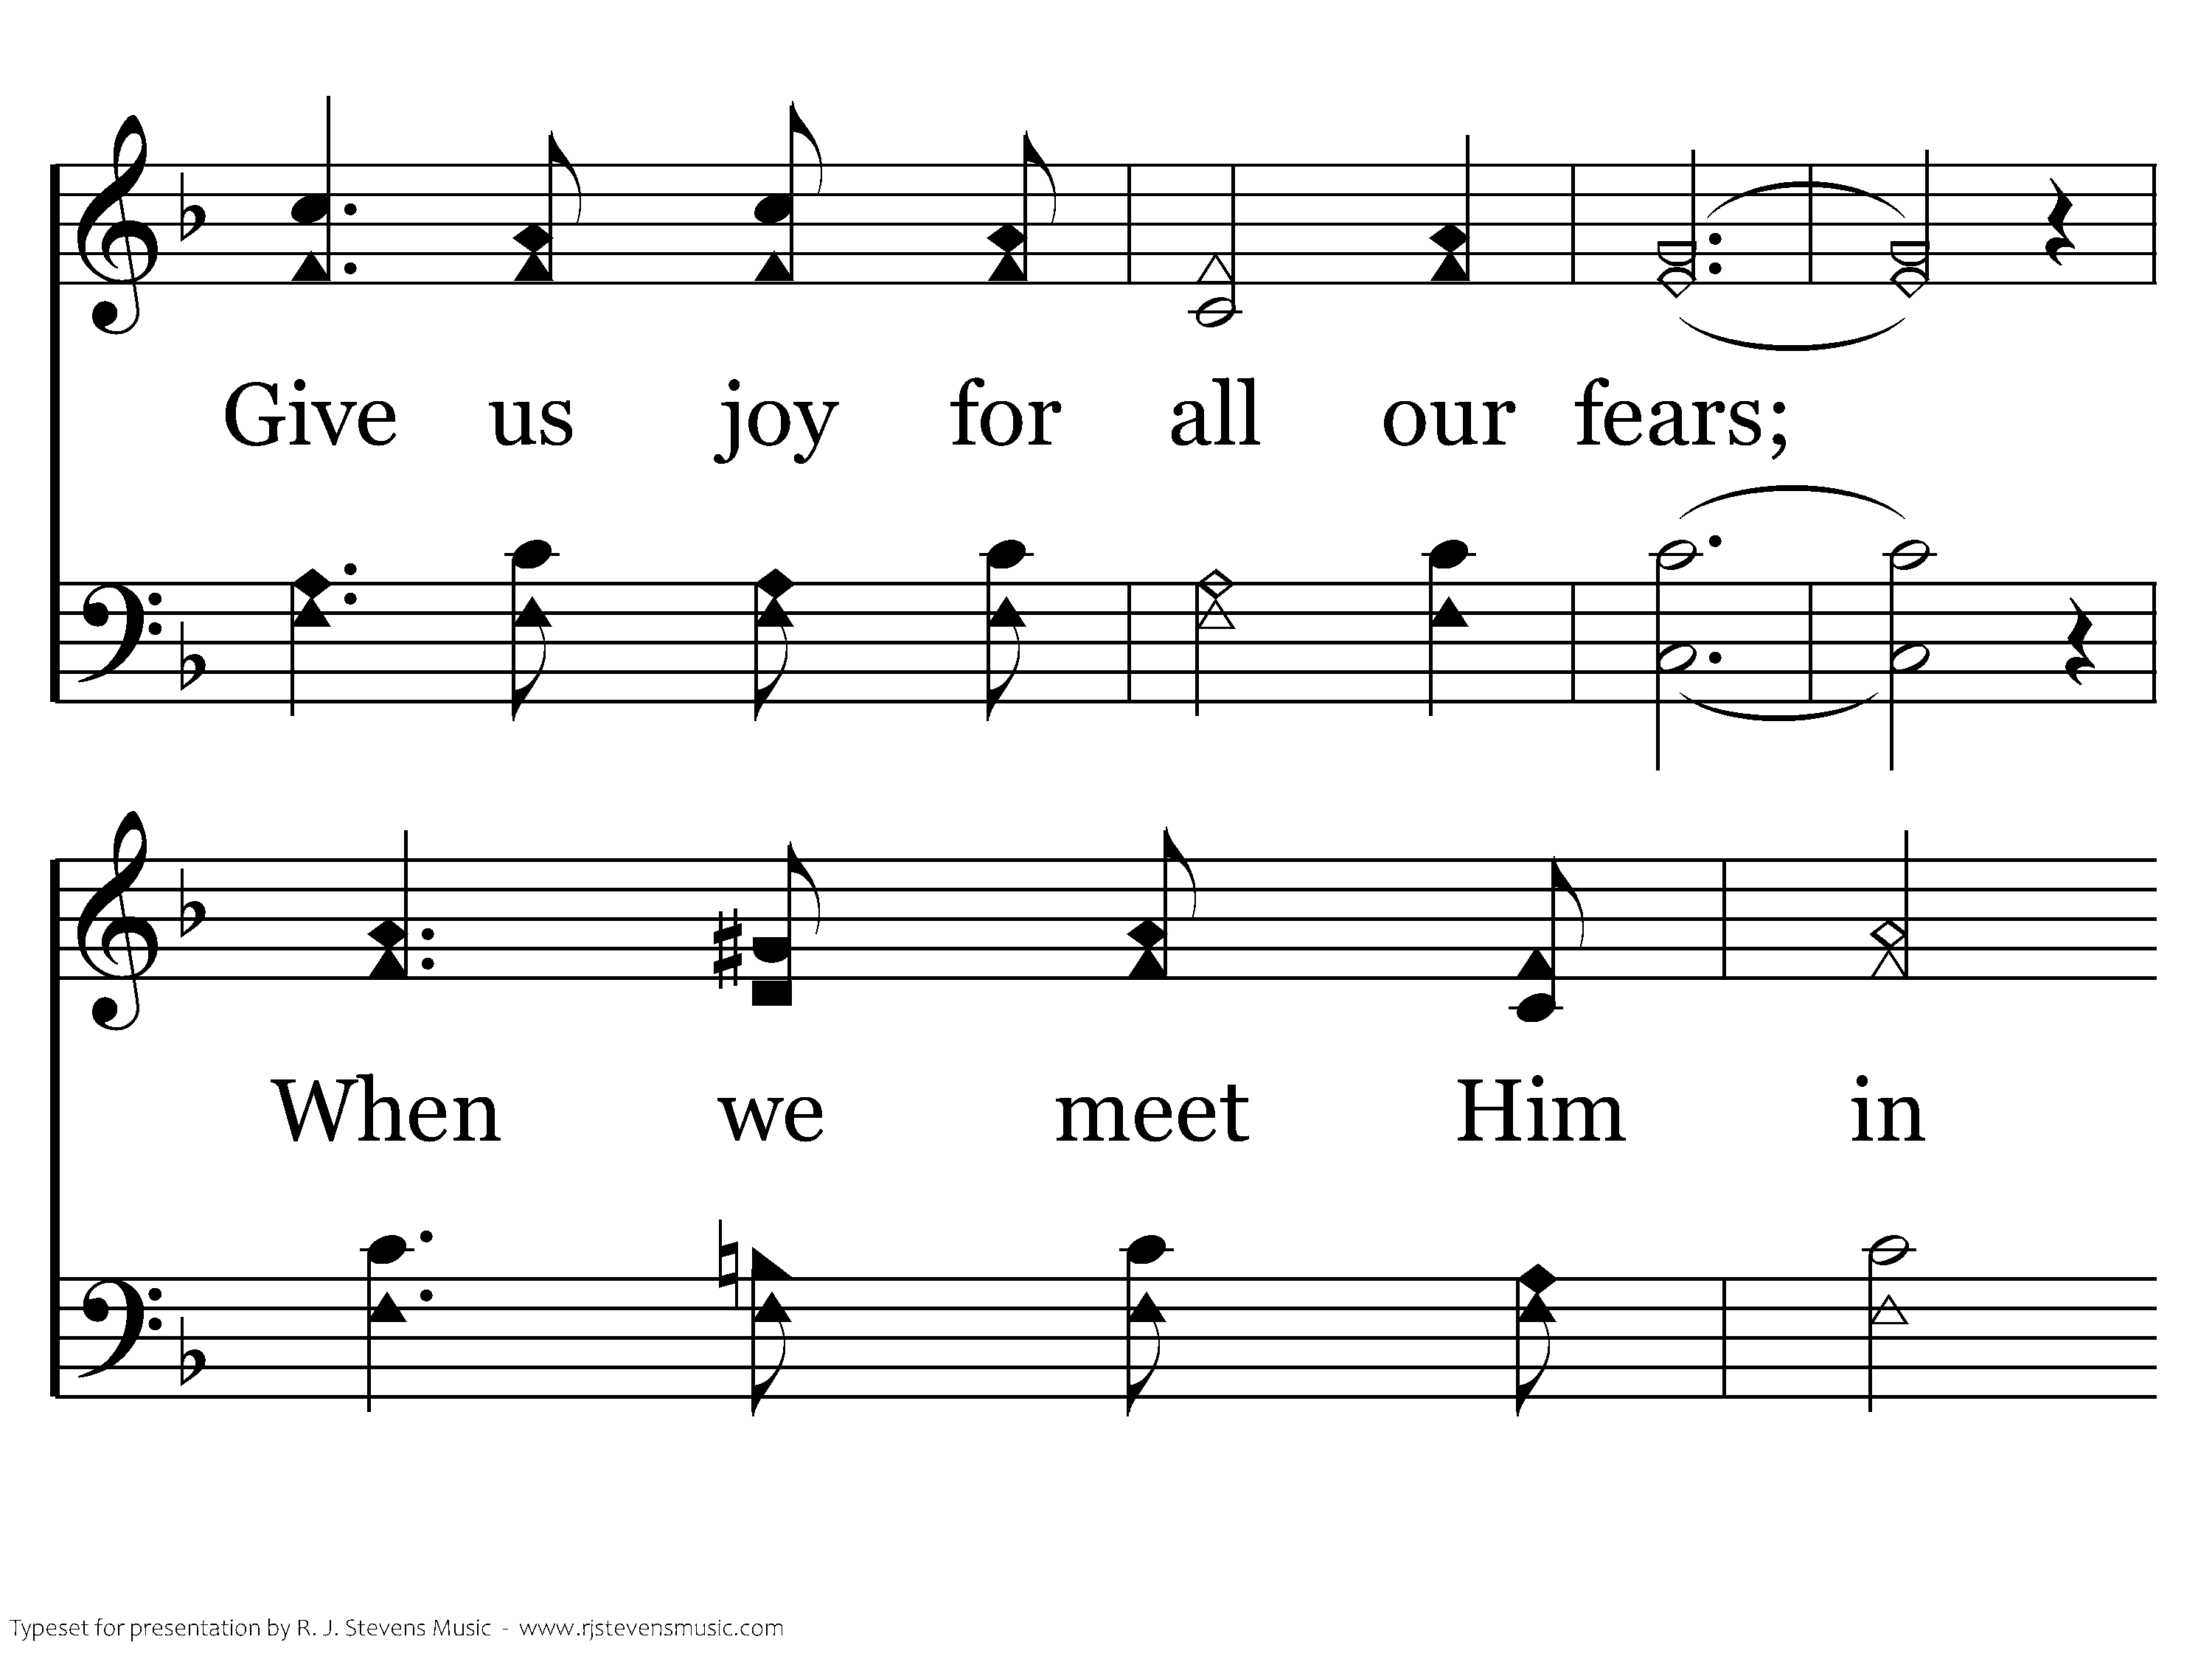 Give us joy for all our fears;
When we meet Him in
Typeset for presentation by R. J. Stevens Music - www.rjstevensmusic.com